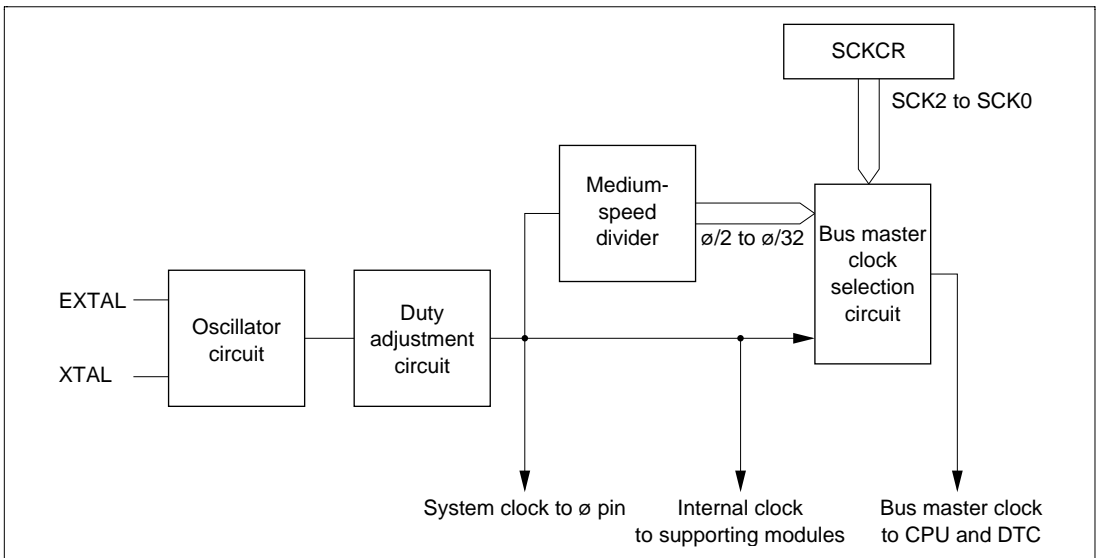 SCKCR
SCK2 to SCK0
Medium-
speed
divider
ø/2 to ø/32
Bus master
clock
selection
circuit
EXTAL
XTAL
Oscillator
circuit
Duty
adjustment
circuit
System clock to ø pin
Internal clock
to supporting modules
Bus master clock
to CPU and DTC